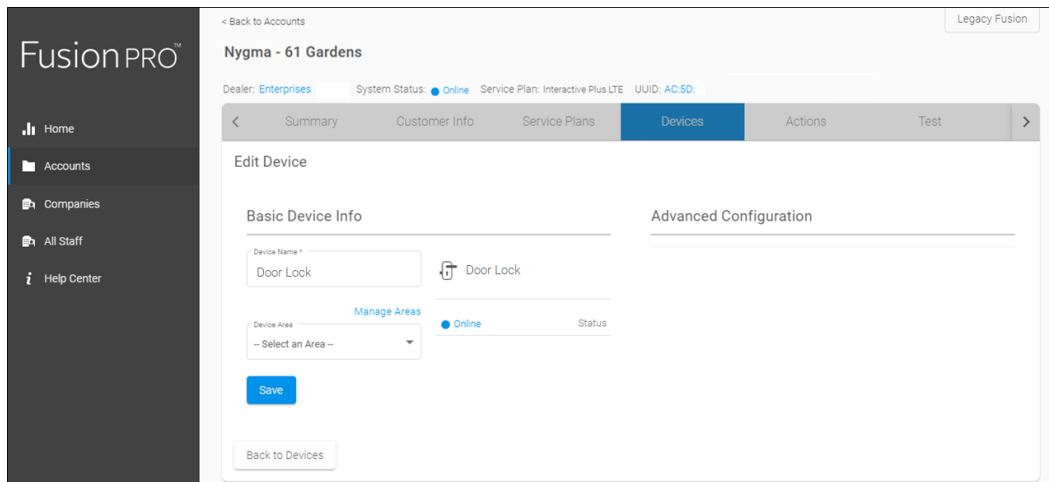 < Back to Accounts
Legacy Fusion
FusionPRO™
Nygma - 61 Gardens
Dealer: Enterprises System Status: Online Service Plan: Interactive Plus LTE UUID: AC:5D:
Summary Customer Info Service Plans Devices Actions Test
Home
Accounts
Companies
All Staff
Help Center
Edit Device
Basic Device Info
Advanced Configuration
Device Name *
Door Lock
Door Lock
Manage Areas
Device Area
-- Select an Area --
Online Status
Save
Back to Devices